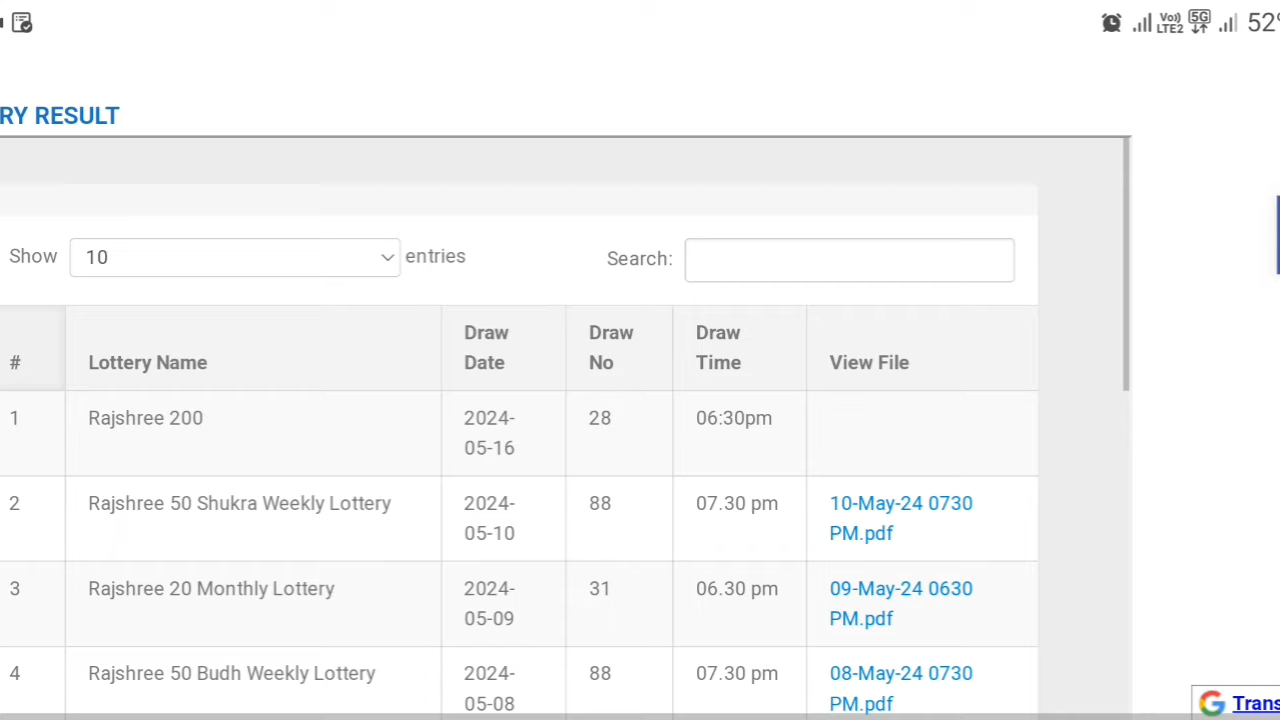 VoJ) 5G 52%
LTE2
RY RESULT
Show 10 entries Search:
# Lottery Name Draw Date Draw No Draw Time View File
1 Rajshree 200 2024-05-16 28 06:30pm
2 Rajshree 50 Shukra Weekly Lottery 2024-05-10 88 07.30 pm 10-May-24 0730 PM.pdf
3 Rajshree 20 Monthly Lottery 2024-05-09 31 06.30 pm 09-May-24 0630 PM.pdf
4 Rajshree 50 Budh Weekly Lottery 2024-05-08 88 07.30 pm 08-May-24 0730 PM.pdf
Trans